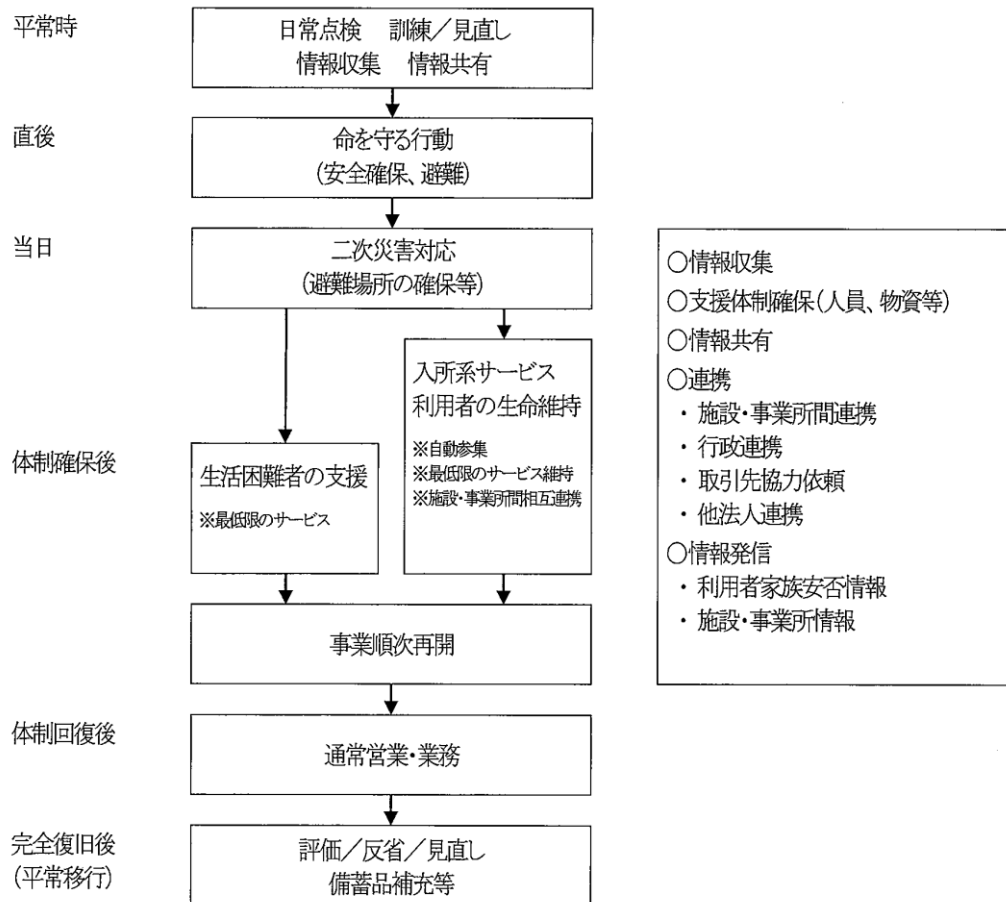 平常時
日常点検 訓練／見直し
情報収集 情報共有
直後
命を守る行動
(安全確保、避難)
当日
二次災害対応
(避難場所の確保等)
入所系サービス
利用者の生命維持
※自動参集
※最低限のサービス維持
※施設・事業所間相互連携
体制確保後
生活困難者の支援
※最低限のサービス
事業順次再開
体制回復後
通常営業・業務
完全復旧後
(平常移行)
評価／反省／見直し
備蓄品補充等
○情報収集
○支援体制確保(人員、物資等)
○情報共有
○連携
・ 施設・事業所間連携
・ 行政連携
・ 取引先協力依頼
・ 他法人連携
○情報発信
・ 利用者家族安否情報
・ 施設・事業所情報